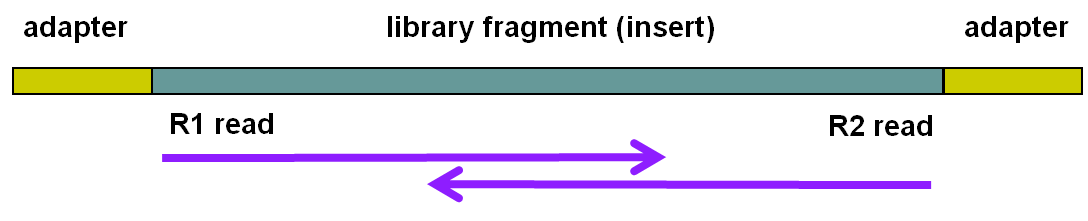 adapter library fragment (insert) adapter
R1 read R2 read